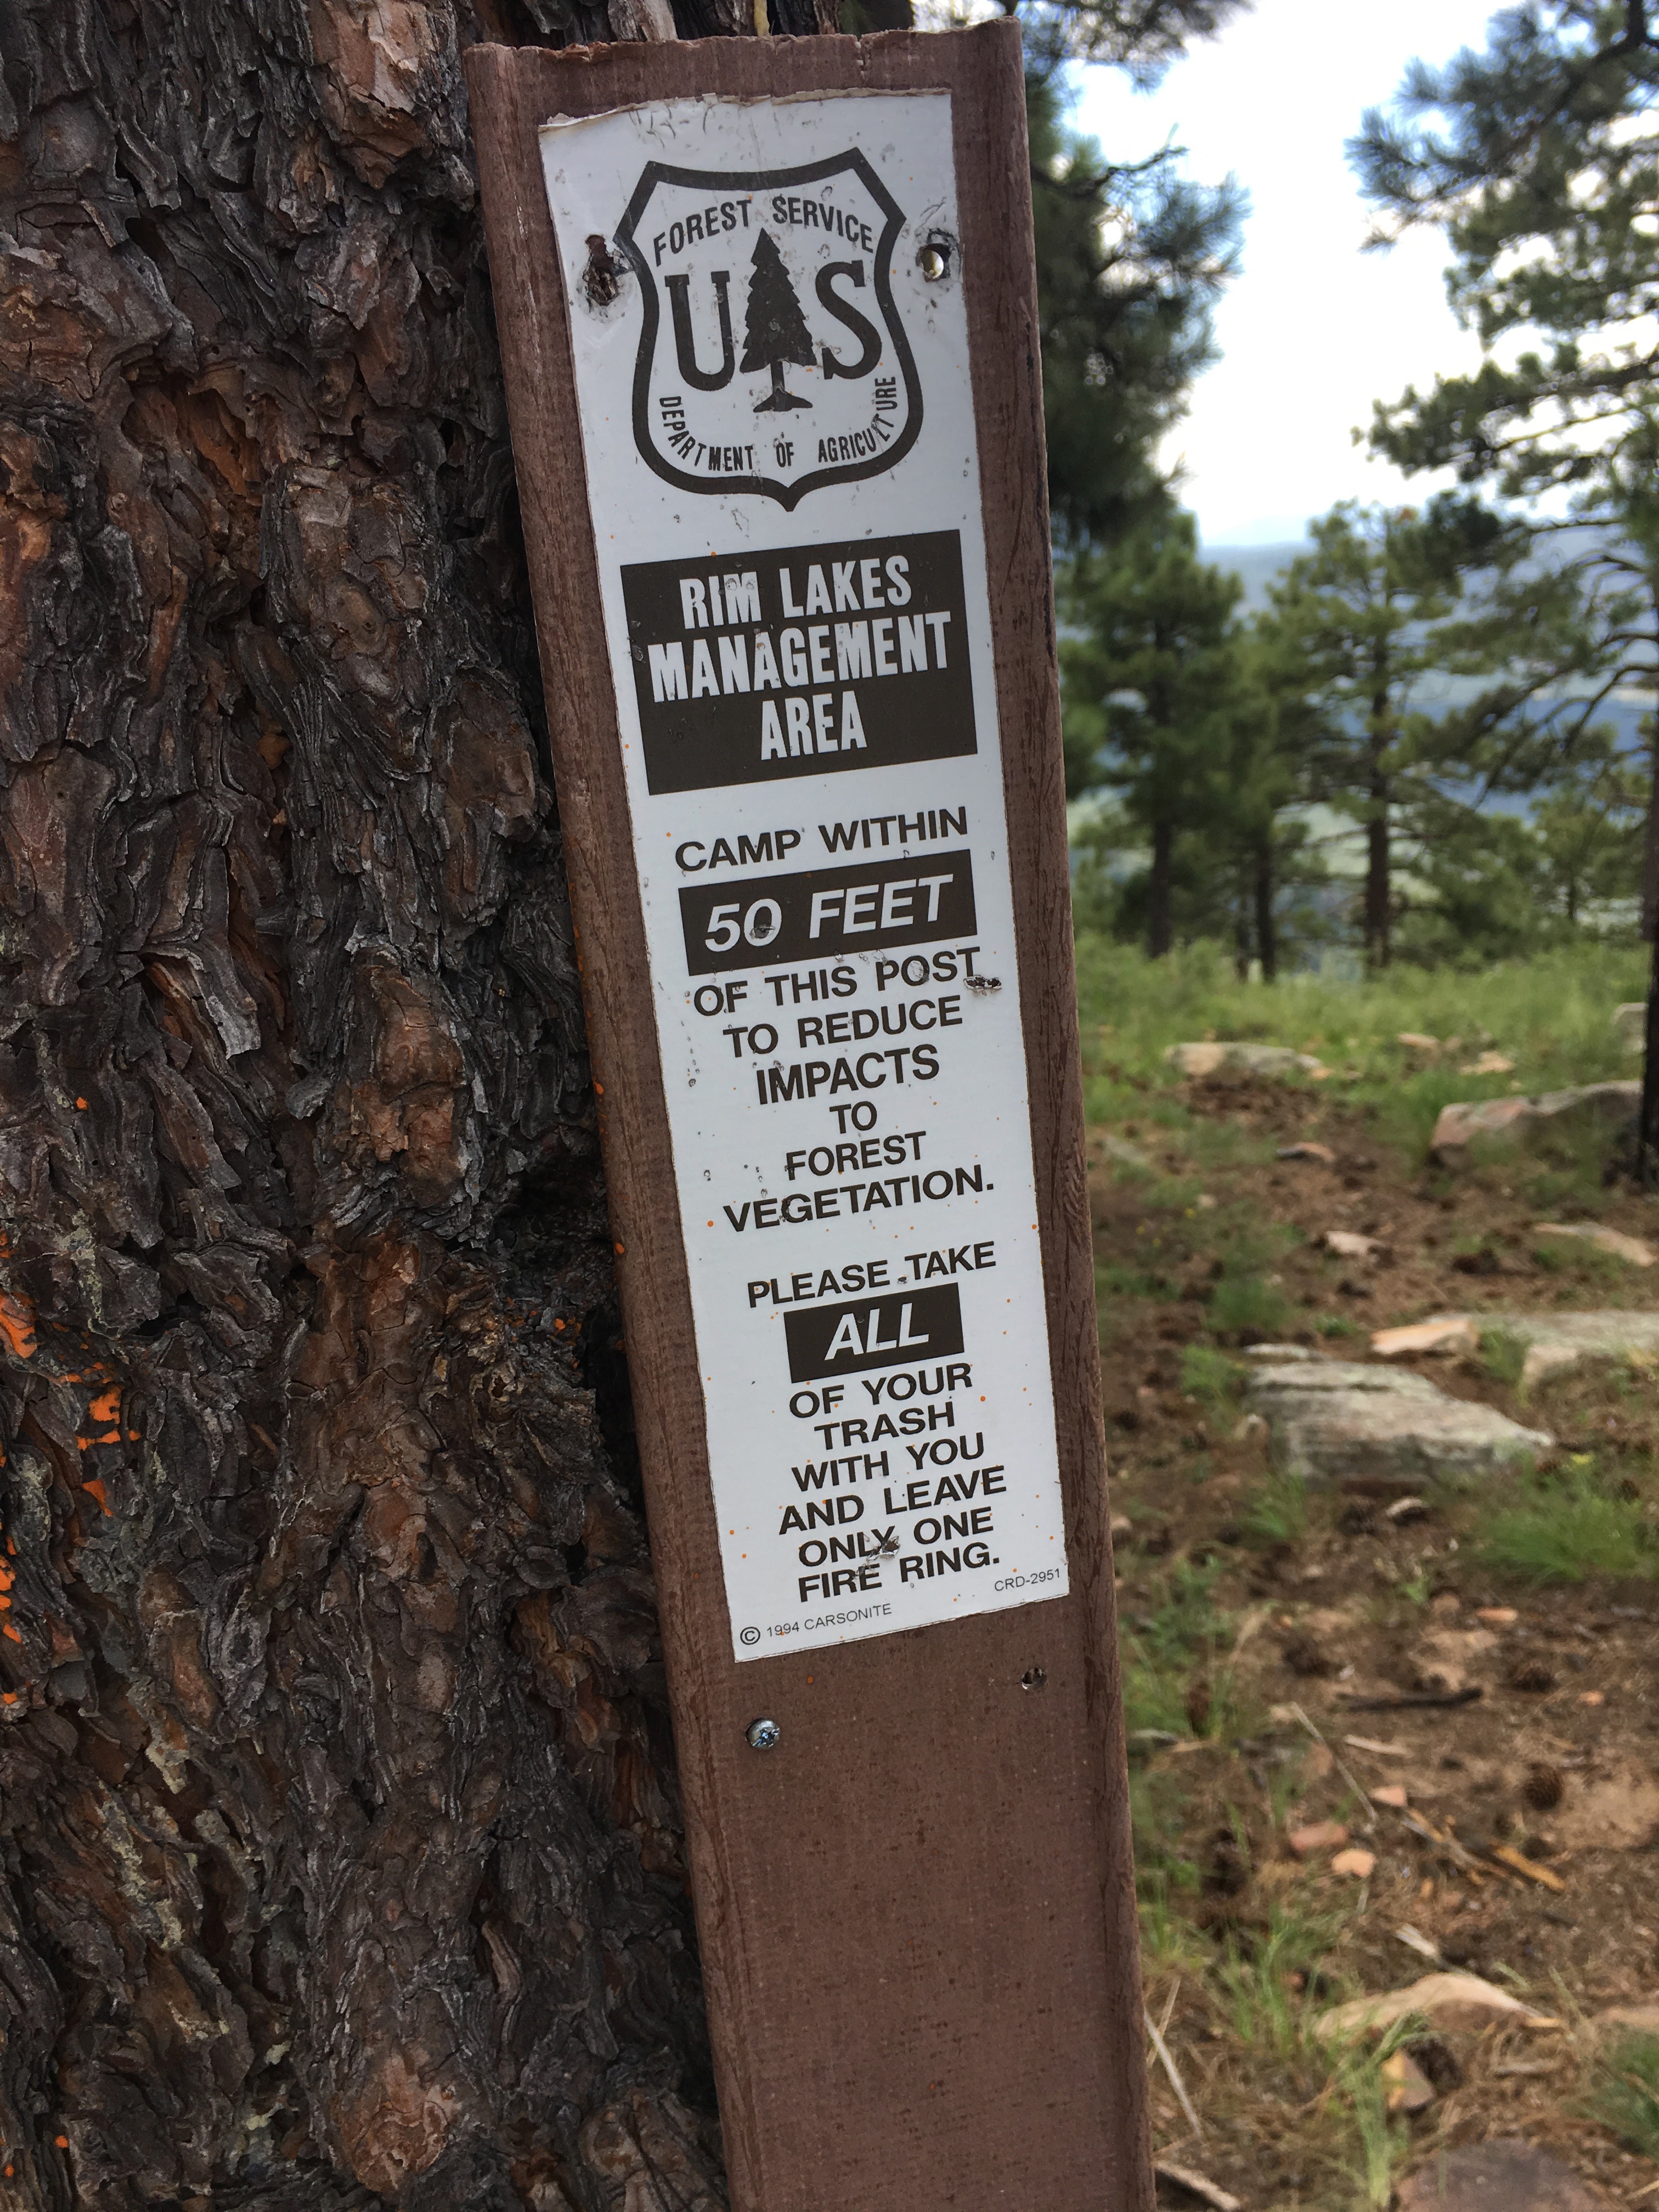 FOREST SERVICE
U S
DEPARTMENT OF AGRICULTURE
RIM LAKES
MANAGEMENT
AREA
CAMP WITHIN
50 FEET
OF THIS POST
TO REDUCE
IMPACTS
TO
FOREST
VEGETATION.
PLEASE TAKE
ALL
OF YOUR
TRASH
WITH YOU
AND LEAVE
ONLY ONE
FIRE RING.
© 1994 CARSONITE CRD-2951